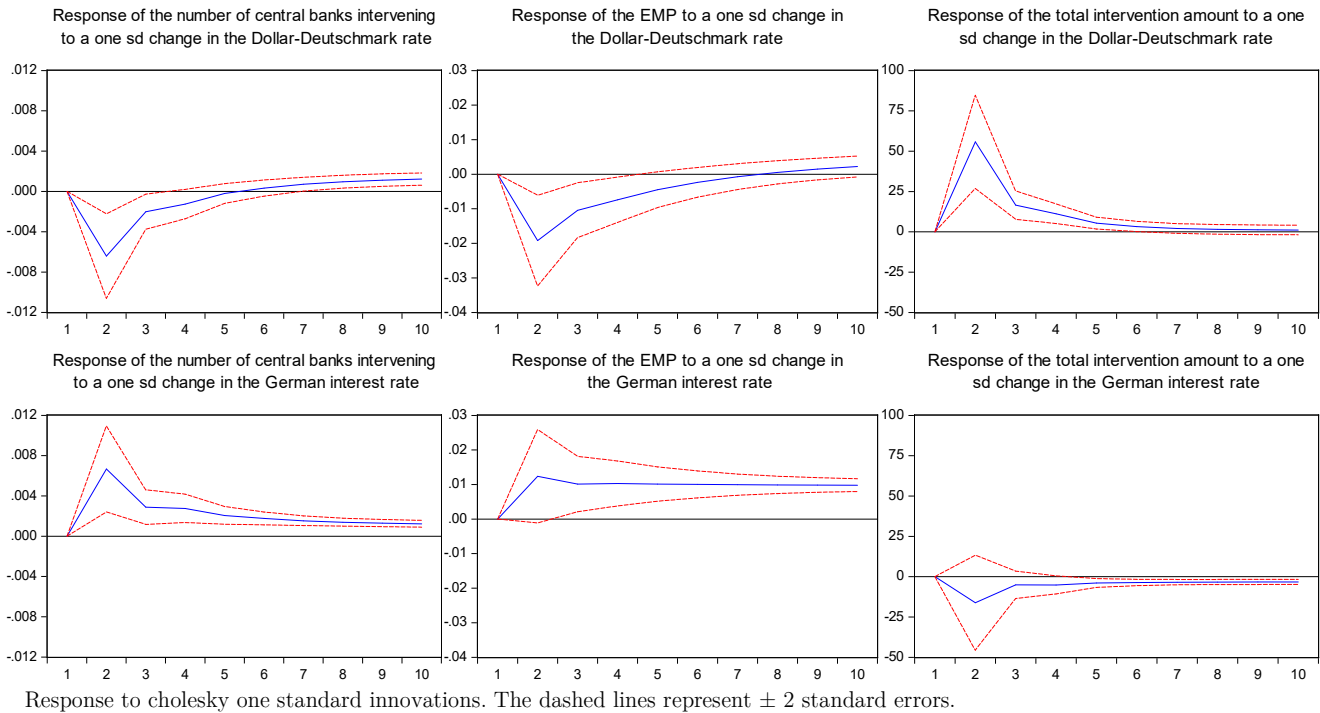 Response of the number of central banks intervening
to a one sd change in the Dollar-Deutschmark rate
.012
.008
.004
.000
-.004
-.008
-.012
1 2 3 4 5 6 7 8 9 10
Response of the EMP to a one sd change in
the Dollar-Deutschmark rate
.03
.02
.01
.00
-.01
-.02
-.03
-.04
1 2 3 4 5 6 7 8 9 10
Response of the total intervention amount to a one
sd change in the Dollar-Deutschmark rate
100
75
50
25
0
-25
-50
1 2 3 4 5 6 7 8 9 10
Response of the number of central banks intervening
to a one sd change in the German interest rate
.012
.008
.004
.000
-.004
-.008
-.012
1 2 3 4 5 6 7 8 9 10
Response of the EMP to a one sd change in
the German interest rate
.03
.02
.01
.00
-.01
-.02
-.03
-.04
1 2 3 4 5 6 7 8 9 10
Response of the total intervention amount to a one
sd change in the German interest rate
100
75
50
25
0
-25
-50
1 2 3 4 5 6 7 8 9 10
Response to cholesky one standard innovations. The dashed lines represent ± 2 standard errors.